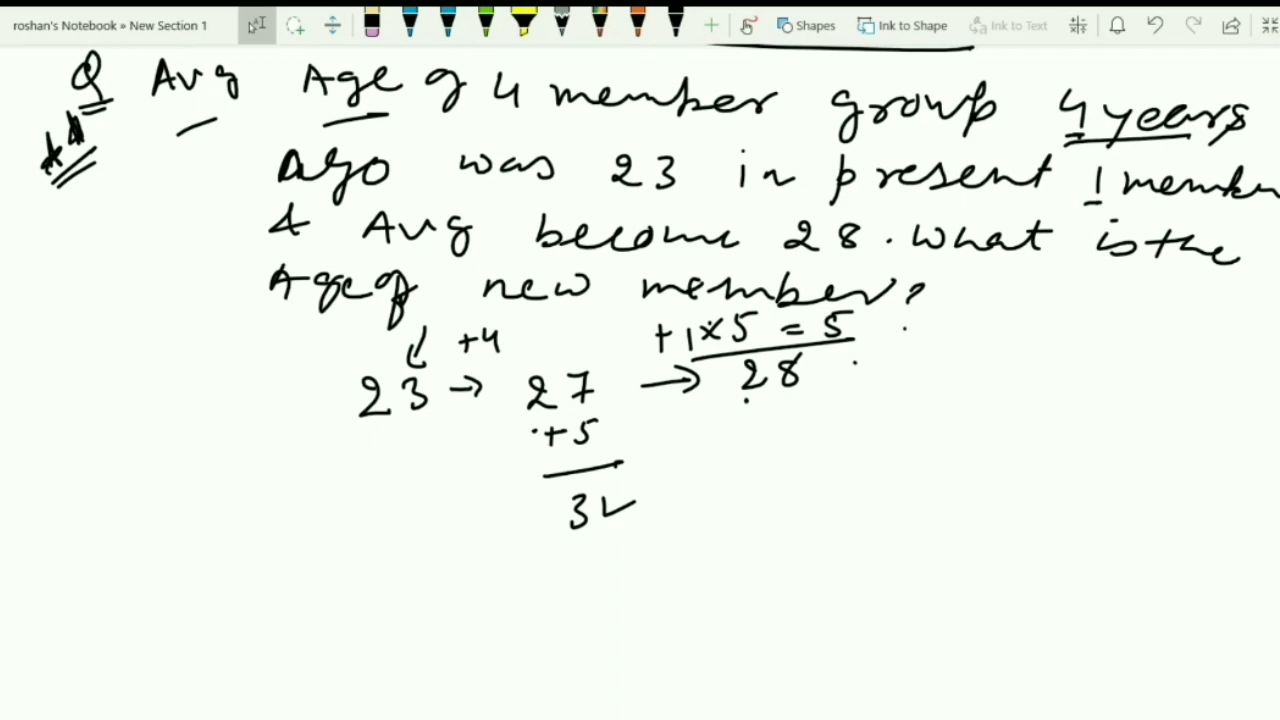 roshan's Notebook » New Section 1 Shapes Ink to Shape Ink to Text
Q Avg Age of 4 member group 4 years
Ago was 23 in present 1 member
& Avg become 28. What is the
Age of new member?
+4 +1×5 = 5
23 → 27 → 28
+5